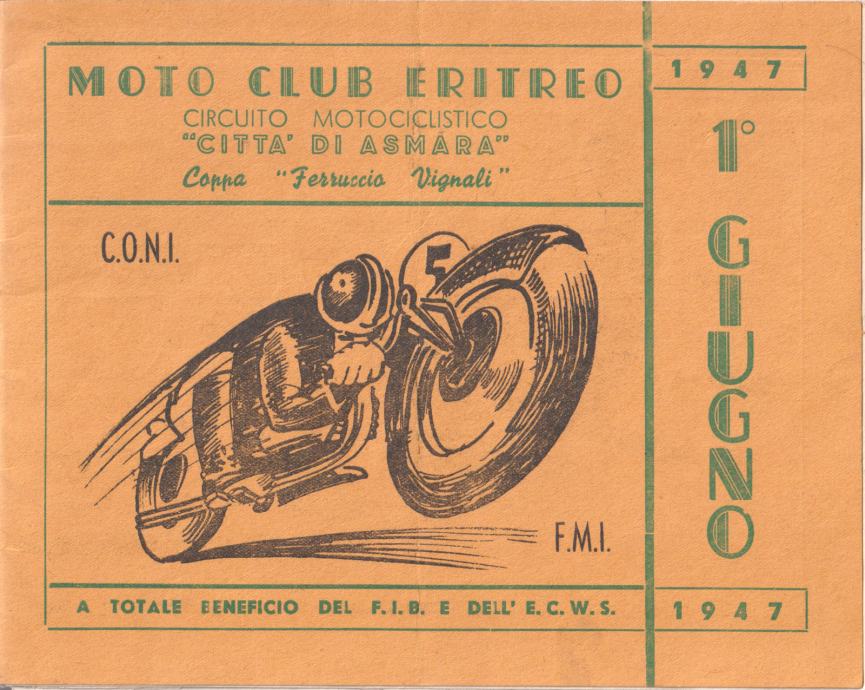 MOTO CLUB ERITREO
CIRCUITO MOTOCICLISTICO
"CITTA' DI ASMARA"
Coppa "Ferruccio Vignali"
C.O.N.I.
5
F.M.I.
A TOTALE BENEFICIO DEL F.I.B. E DELL' E.C.W.S.
1947
1° GIUGNO
1947